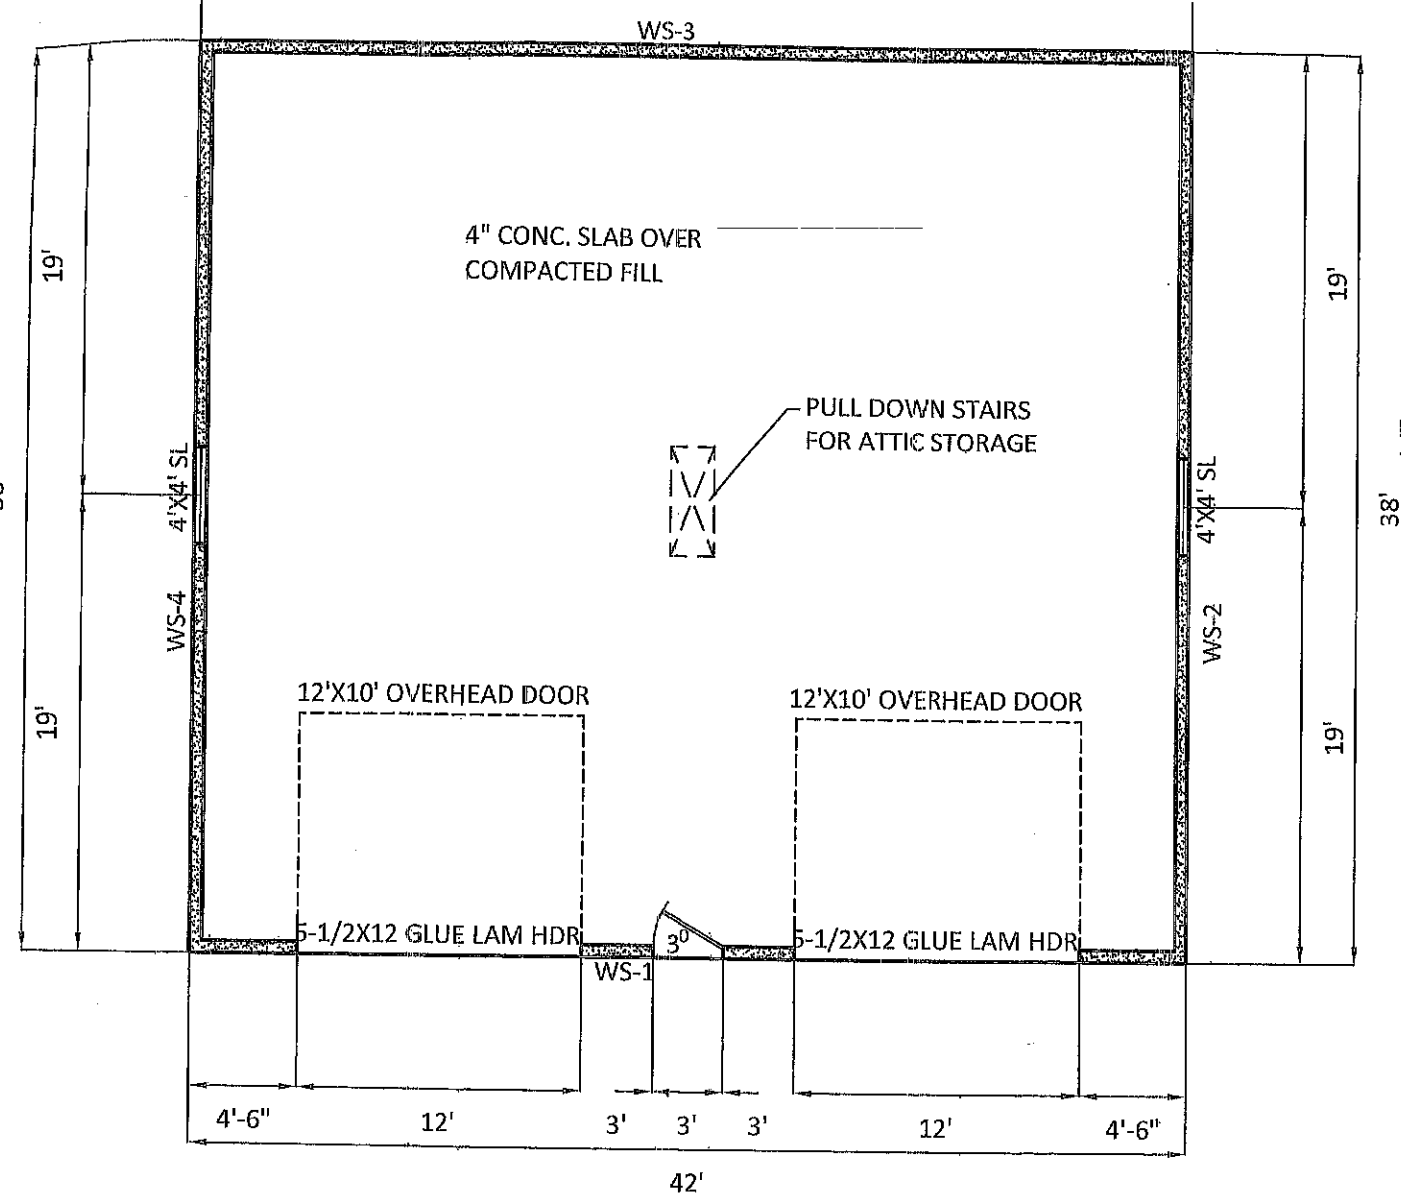 WS-3
19'
19'
4" CONC. SLAB OVER
COMPACTED FILL
PULL DOWN STAIRS
FOR ATTIC STORAGE
4'X4' SL
4'X4' SL
38'
WS-4
WS-2
12'X10' OVERHEAD DOOR
12'X10' OVERHEAD DOOR
19'
19'
5-1/2X12 GLUE LAM HDR
3⁰
5-1/2X12 GLUE LAM HDR
WS-1
4'-6"
12'
3'
3'
3'
12'
4'-6"
42'